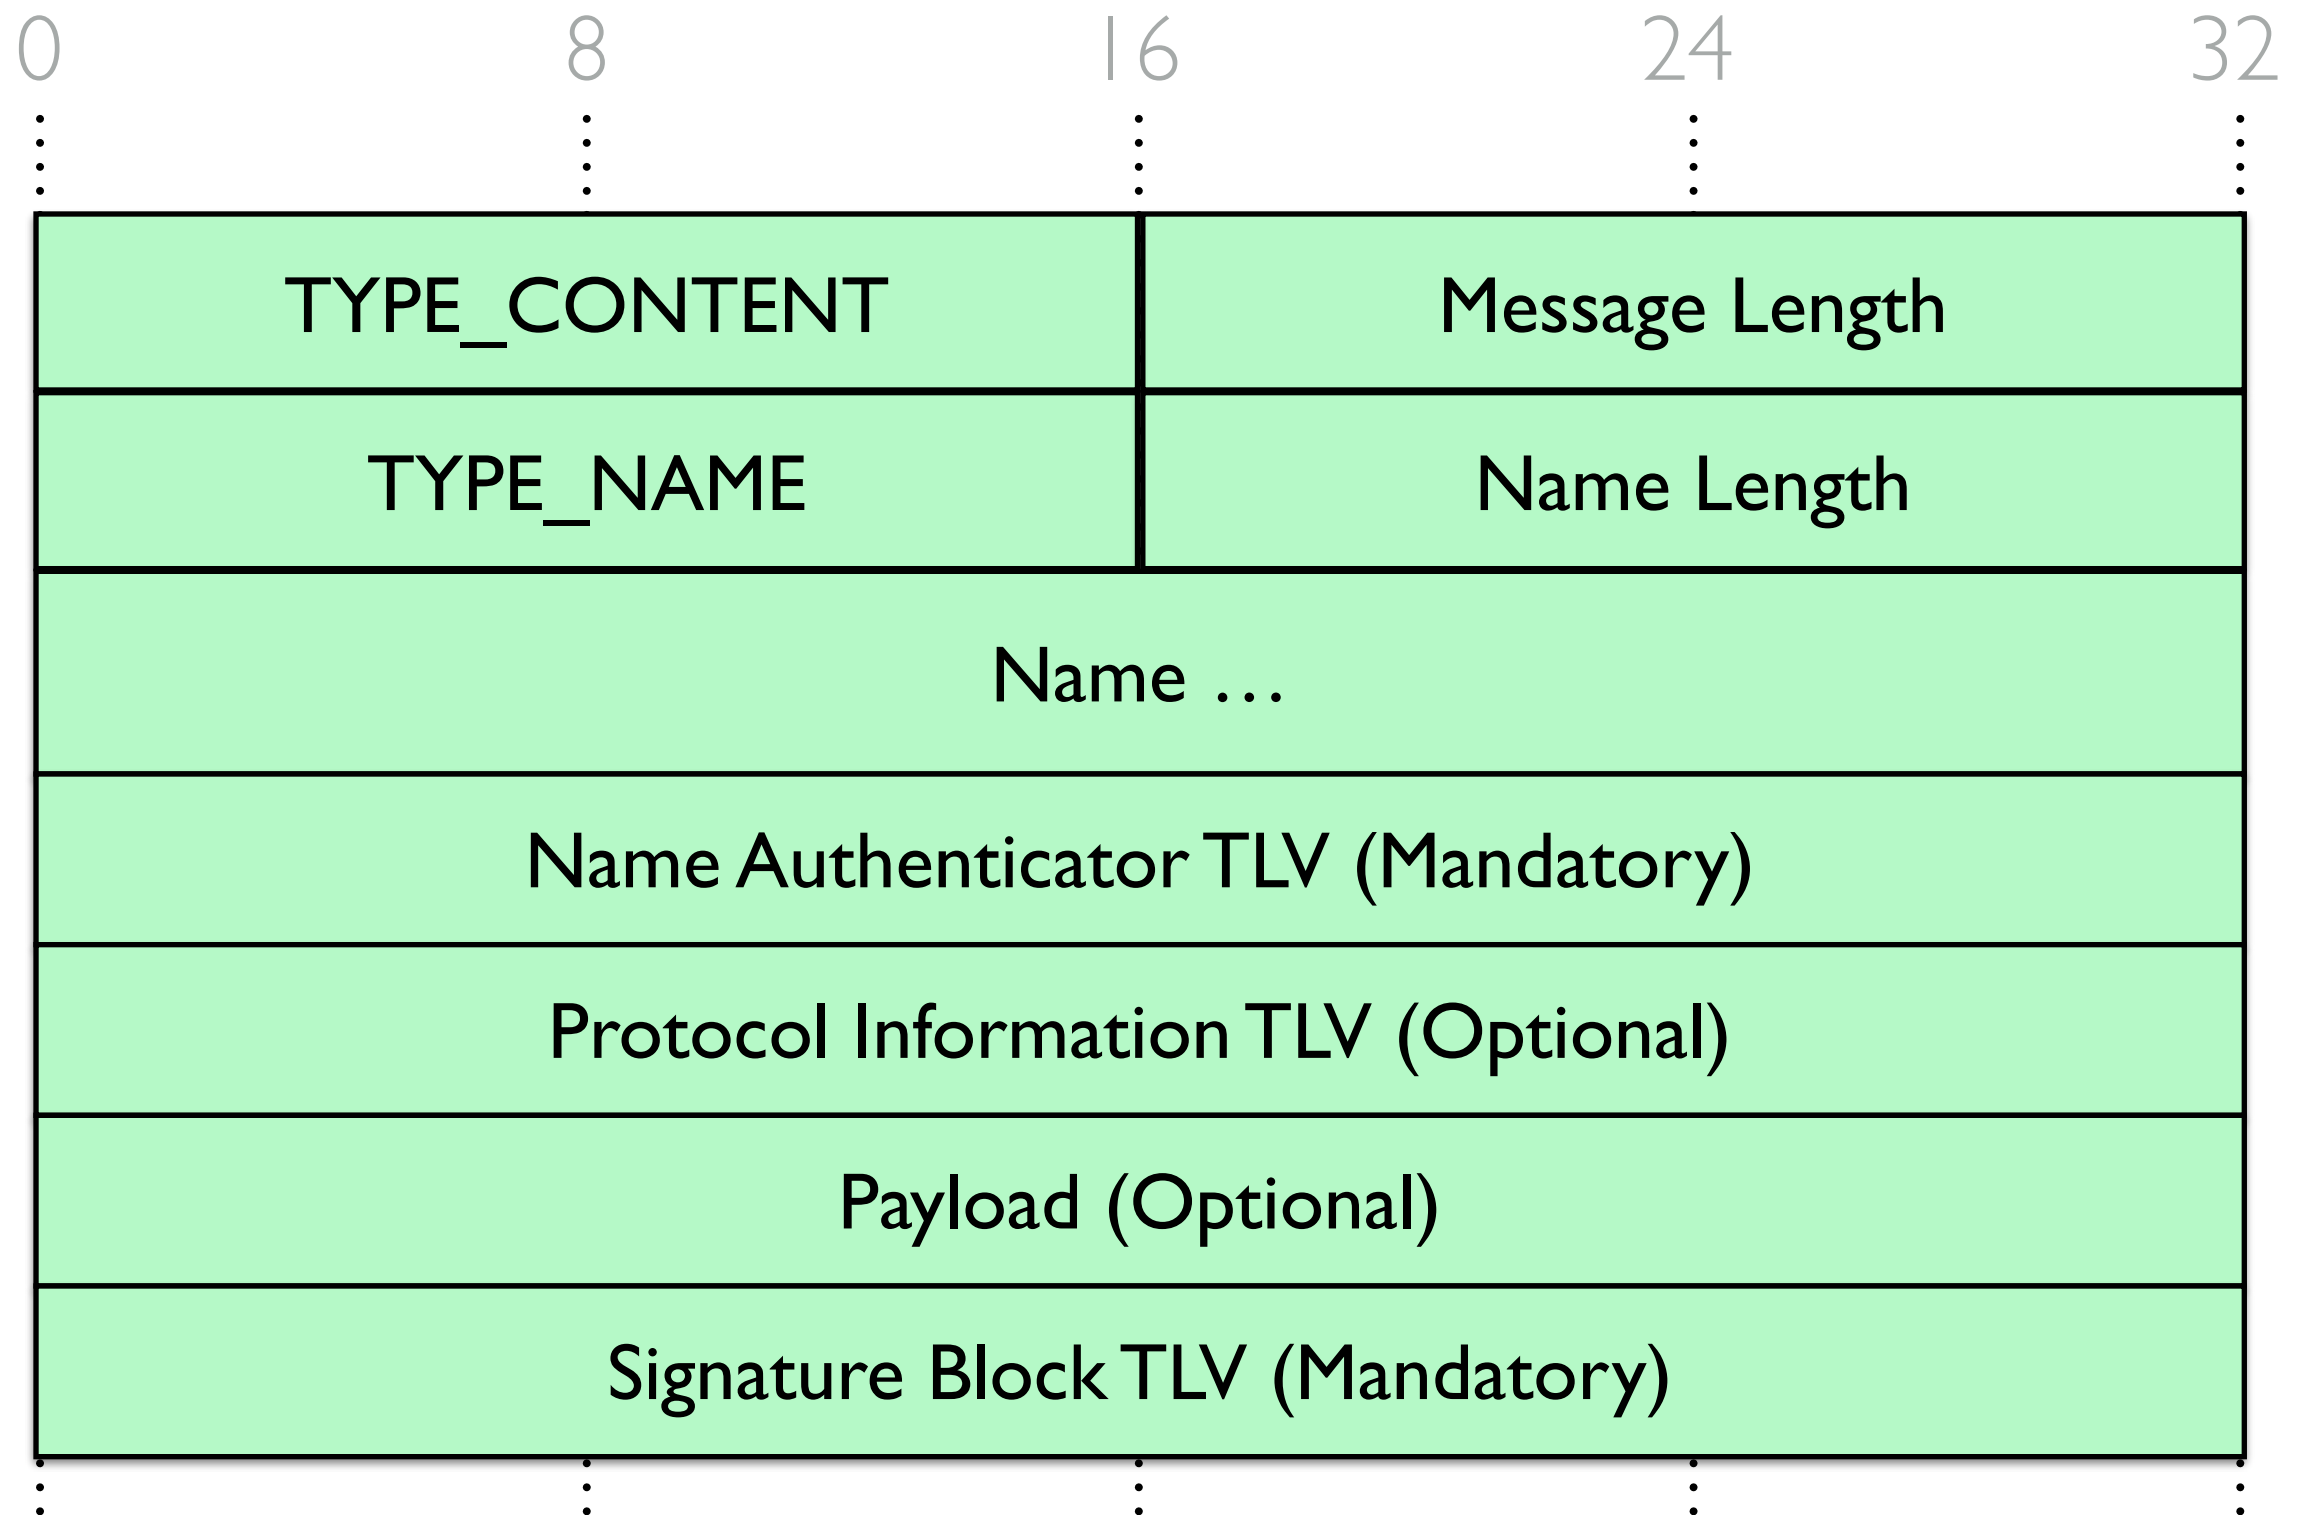 0 8 16 24 32
TYPE_CONTENT Message Length
TYPE_NAME Name Length
Name …
Name Authenticator TLV (Mandatory)
Protocol Information TLV (Optional)
Payload (Optional)
Signature Block TLV (Mandatory)